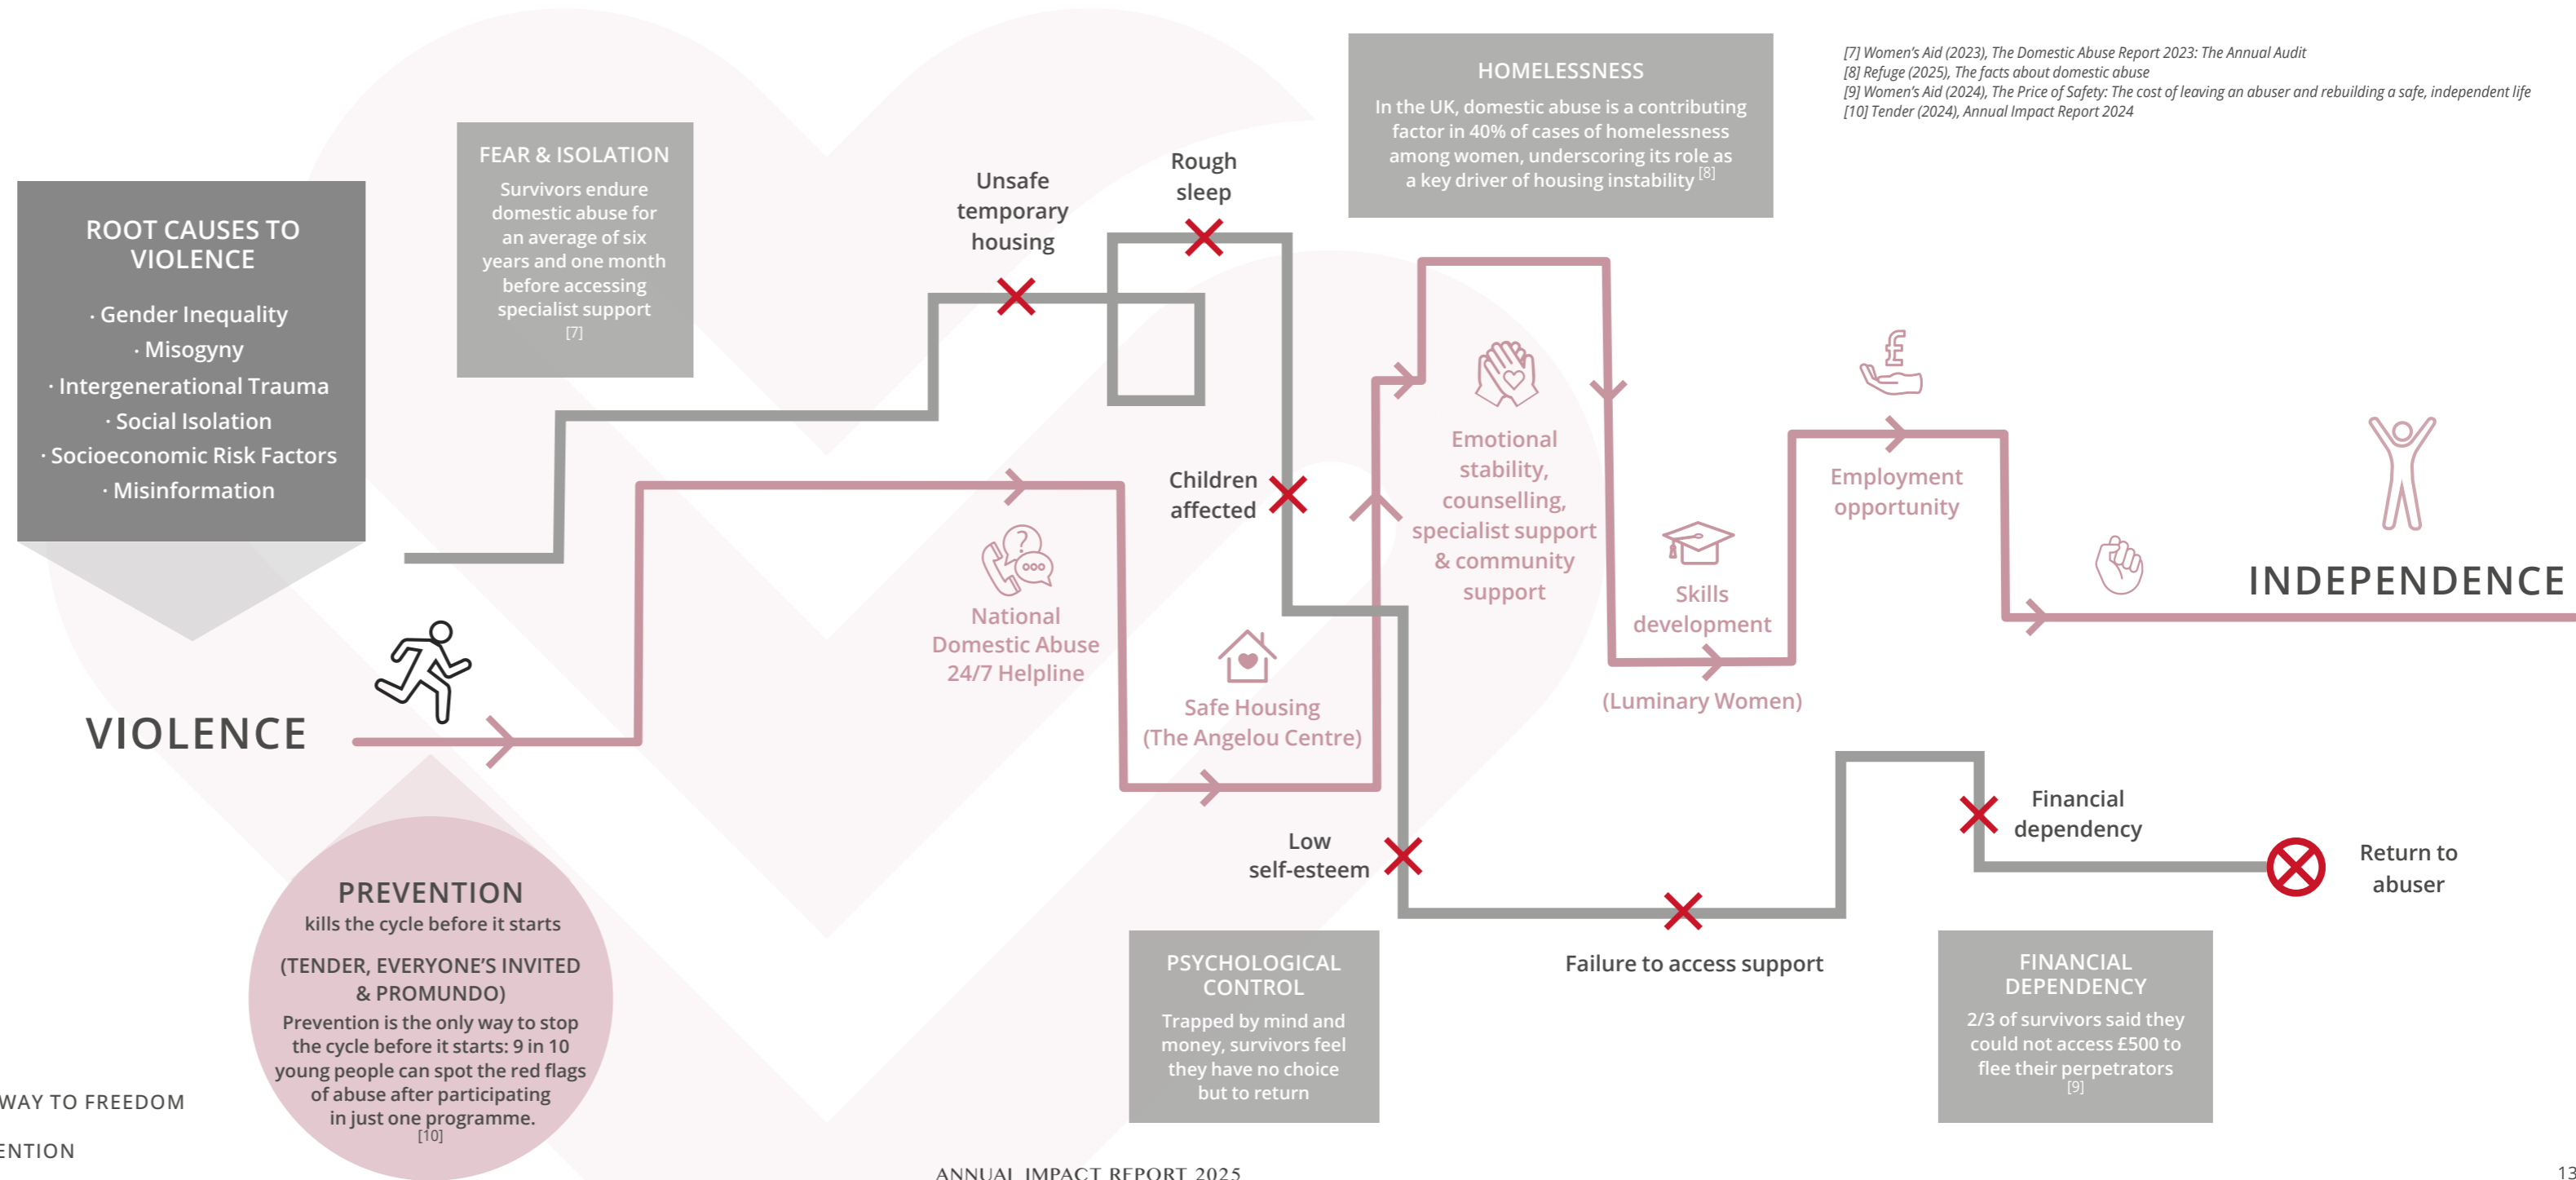 [7] Women's Aid (2023), The Domestic Abuse Report 2023: The Annual Audit
[8] Refuge (2025), The facts about domestic abuse
[9] Women's Aid (2024), The Price of Safety: The cost of leaving an abuser and rebuilding a safe, independent life
[10] Tender (2024), Annual Impact Report 2024
ROOT CAUSES TO
VIOLENCE
· Gender Inequality
· Misogyny
· Intergenerational Trauma
· Social Isolation
· Socioeconomic Risk Factors
· Misinformation
FEAR & ISOLATION
Survivors endure
domestic abuse for
an average of six
years and one month
before accessing
specialist support
[7]
Unsafe
temporary
housing
Rough
sleep
HOMELESSNESS
In the UK, domestic abuse is a contributing
factor in 40% of cases of homelessness
among women, underscoring its role as
a key driver of housing instability [8]
Children
affected
National
Domestic Abuse
24/7 Helpline
Safe Housing
(The Angelou Centre)
Emotional
stability,
counselling,
specialist support
& community
support
Skills
development
(Luminary Women)
£
Employment
opportunity
INDEPENDENCE
VIOLENCE
Low
self-esteem
Failure to access support
Financial
dependency
Return to
abuser
PREVENTION
kills the cycle before it starts
(TENDER, EVERYONE'S INVITED
& PROMUNDO)
Prevention is the only way to stop
the cycle before it starts: 9 in 10
young people can spot the red flags
of abuse after participating
in just one programme.
[10]
PSYCHOLOGICAL
CONTROL
Trapped by mind and
money, survivors feel
they have no choice
but to return
FINANCIAL
DEPENDENCY
2/3 of survivors said they
could not access £500 to
flee their perpetrators
[9]
WAY TO FREEDOM
ENTION
ANNUAL IMPACT REPORT 2025
13